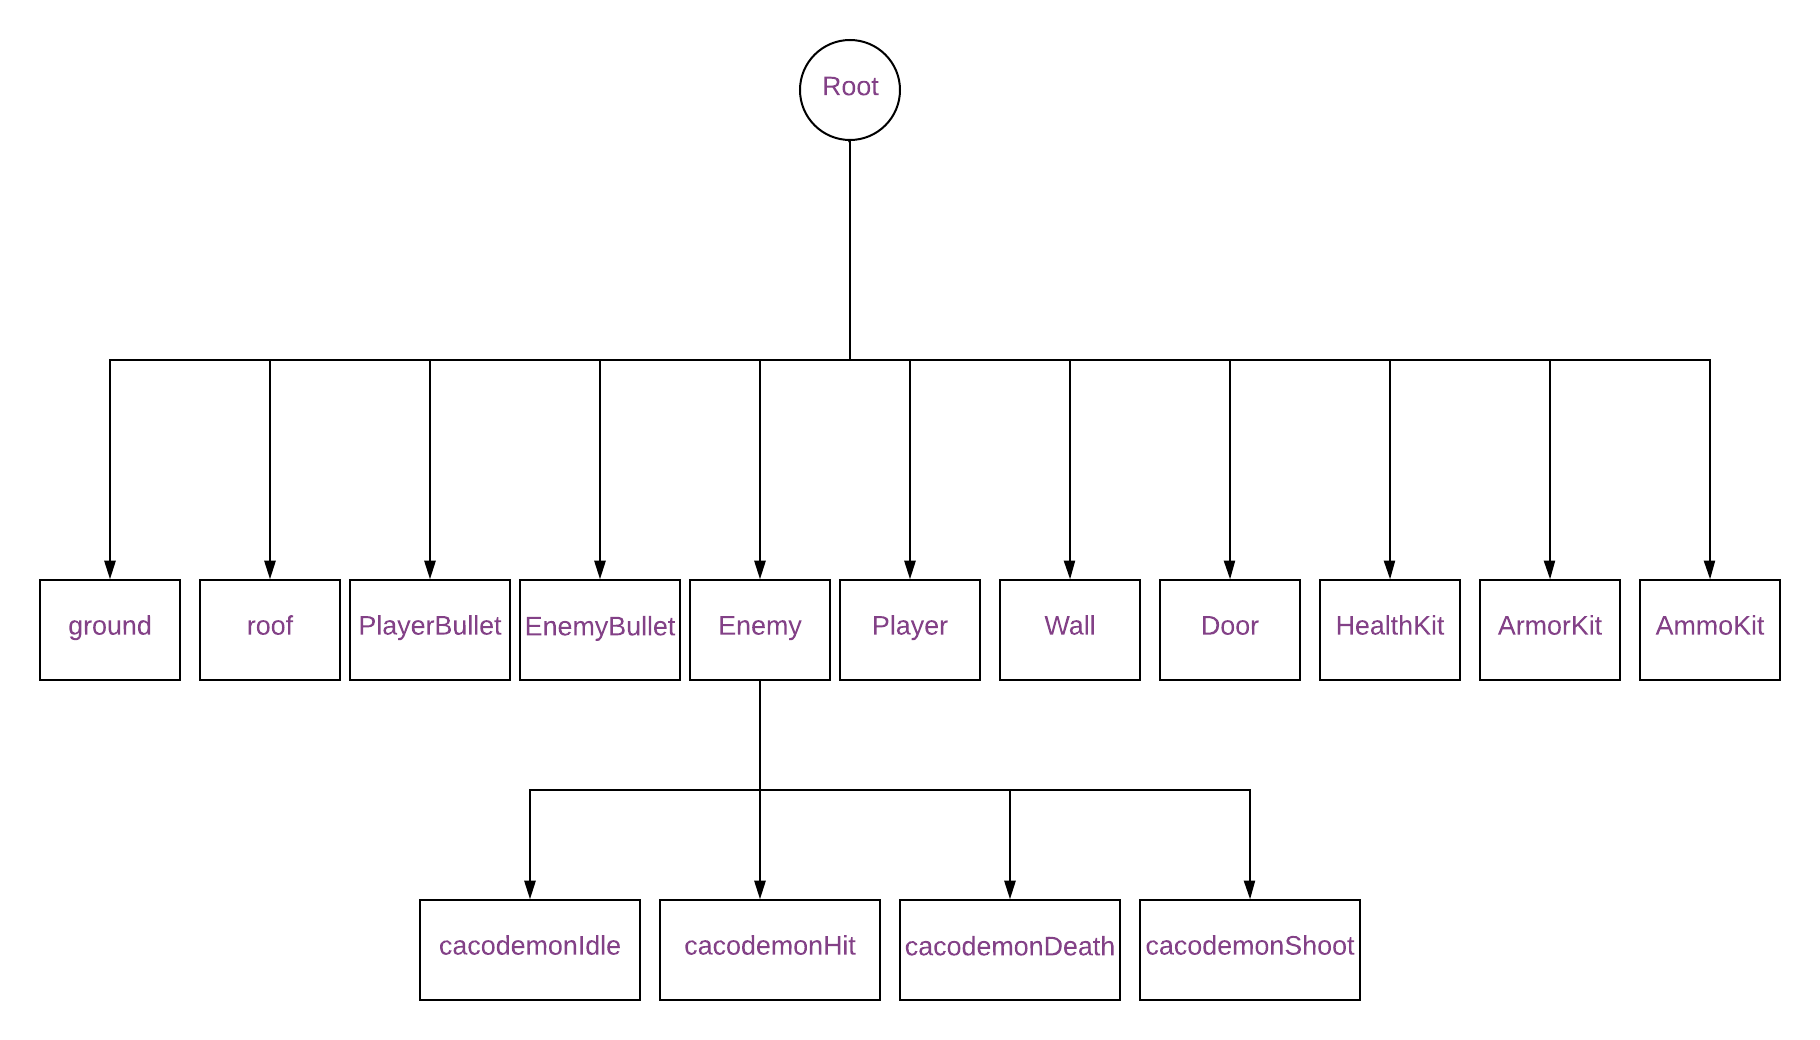 Root
ground
roof
PlayerBullet
EnemyBullet
Enemy
Player
Wall
Door
HealthKit
ArmorKit
AmmoKit
cacodemonIdle
cacodemonHit
cacodemonDeath
cacodemonShoot